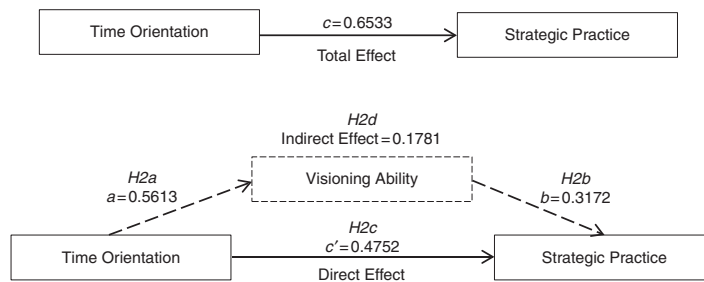 c=0.6533
Time Orientation
Strategic Practice
Total Effect
H2d
Indirect Effect=0.1781
H2a
a=0.5613
Visioning Ability
H2b
b=0.3172
H2c
c′=0.4752
Time Orientation
Strategic Practice
Direct Effect